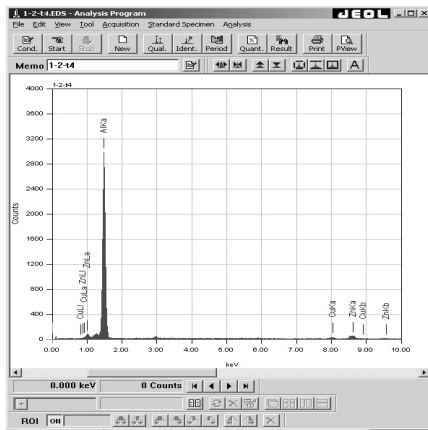 1-2-t4.EDS - Analysis Program
JEOL
File Edit View Tool Acquisition Standard Specimen Analysis
Cond. Start Stop New Qual. Ident. Period Quant. Result Print PView
Memo 1-2-t4
A
1-2-t4
4000
3600
3200
2800
2400
2000
1600
1200
800
400
0
Counts
CuLl
CuLa
ZnLl
ZnLa
AlKa
CuKa
ZnKa
CuKb
ZnKb
0.00 1.00 2.00 3.00 4.00 5.00 6.00 7.00 8.00 9.00 10.00
keV
0.000 keV 0 Counts
ROI ON